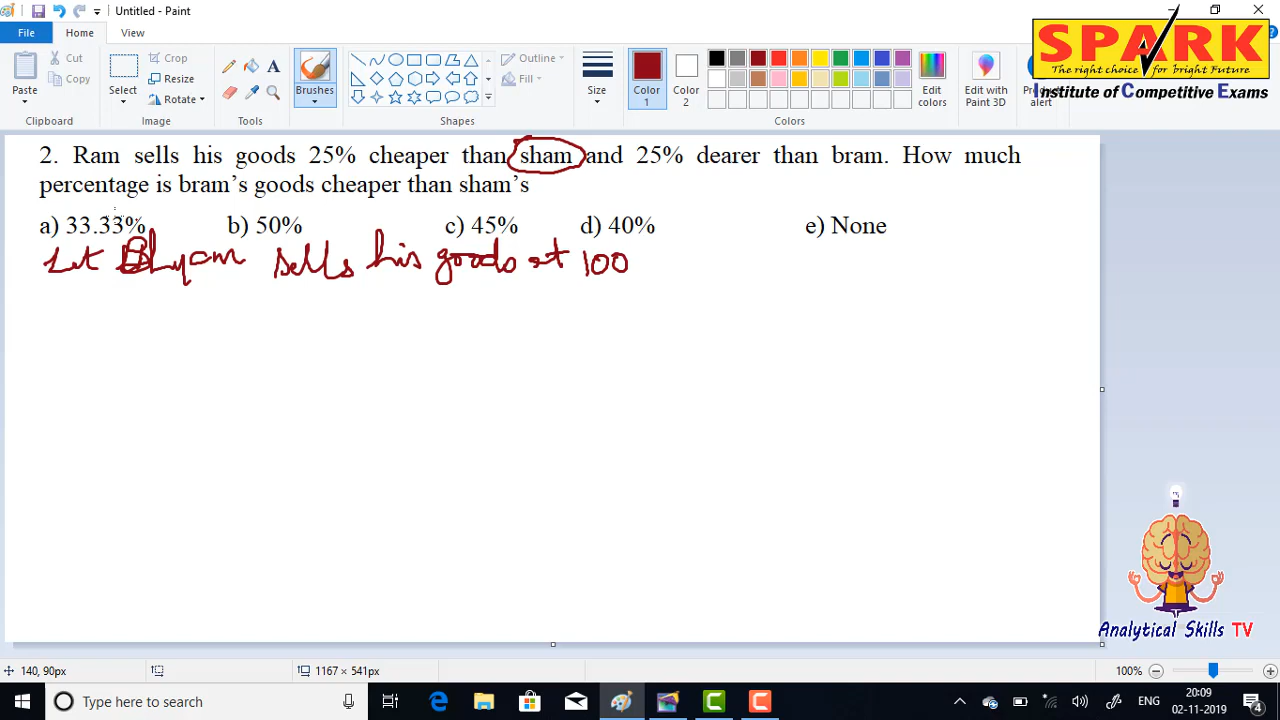 Untitled - Paint
File Home View
Paste
Cut
Copy
Clipboard
Select
Crop
Resize
Rotate
Image
Tools
Brushes
Shapes
Outline
Fill
Size
Color 1
Color 2
Colors
Edit colors
Edit with Paint 3D
alert
SPARK
The right choice for bright Future
Institute of Competitive Exams
2. Ram sells his goods 25% cheaper than sham and 25% dearer than bram. How much
percentage is bram's goods cheaper than sham's
a) 33.33% b) 50% c) 45% d) 40% e) None
Let Shyam sells his goods at 100
Analytical Skills TV
140, 90px 1167 × 541px 100%
Type here to search
ENG
20:09
02-11-2019
4